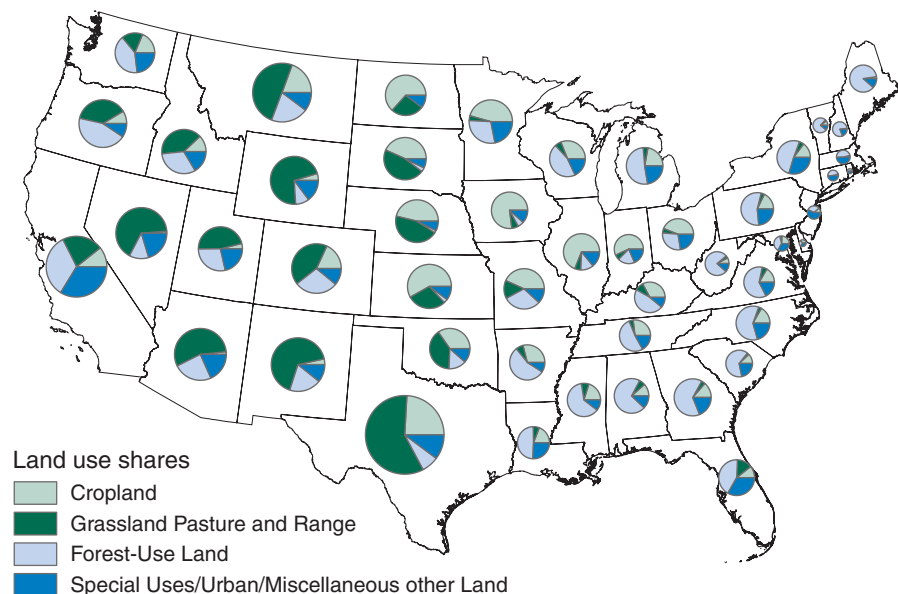 Land use shares
Cropland
Grassland Pasture and Range
Forest-Use Land
Special Uses/Urban/Miscellaneous other Land